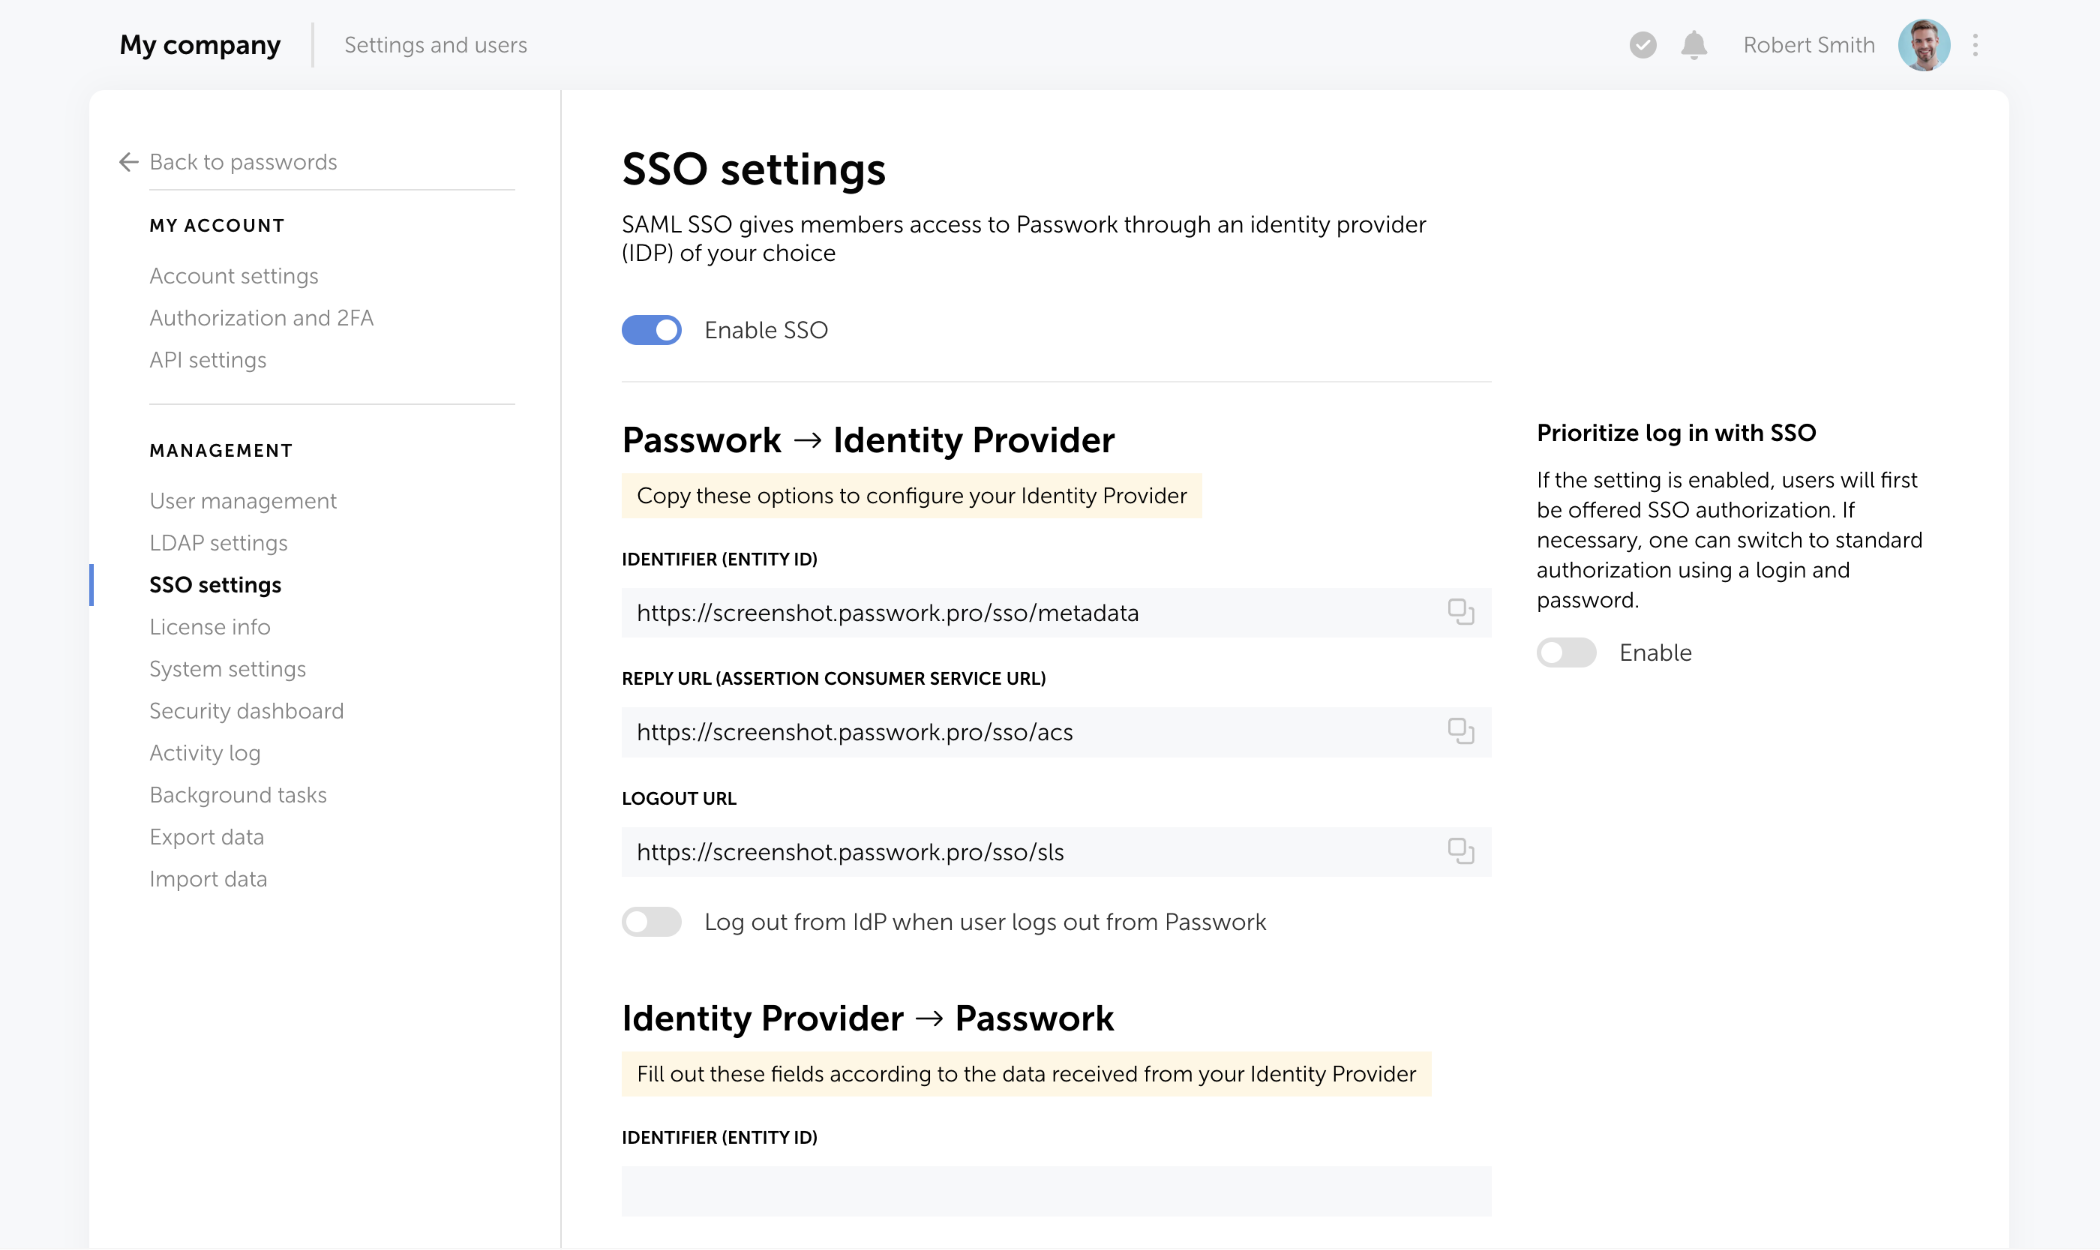 My company
Settings and users
Robert Smith
Back to passwords
MY ACCOUNT
Account settings
Authorization and 2FA
API settings
MANAGEMENT
User management
LDAP settings
SSO settings
License info
System settings
Security dashboard
Activity log
Background tasks
Export data
Import data
SSO settings
SAML SSO gives members access to Passwork through an identity provider
(IDP) of your choice
Enable SSO
Passwork → Identity Provider
Copy these options to configure your Identity Provider
IDENTIFIER (ENTITY ID)
https://screenshot.passwork.pro/sso/metadata
REPLY URL (ASSERTION CONSUMER SERVICE URL)
https://screenshot.passwork.pro/sso/acs
LOGOUT URL
https://screenshot.passwork.pro/sso/sls
Log out from IdP when user logs out from Passwork
Identity Provider → Passwork
Fill out these fields according to the data received from your Identity Provider
IDENTIFIER (ENTITY ID)
Prioritize log in with SSO
If the setting is enabled, users will first
be offered SSO authorization. If
necessary, one can switch to standard
authorization using a login and
password.
Enable